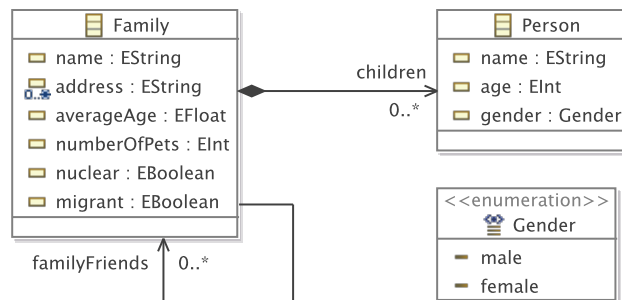 Family
name : EString
address : EString
0..*
averageAge : EFloat
numberOfPets : EInt
nuclear : EBoolean
migrant : EBoolean
familyFriends
0..*
children
0..*
Person
name : EString
age : EInt
gender : Gender
<<enumeration>>
Gender
male
female